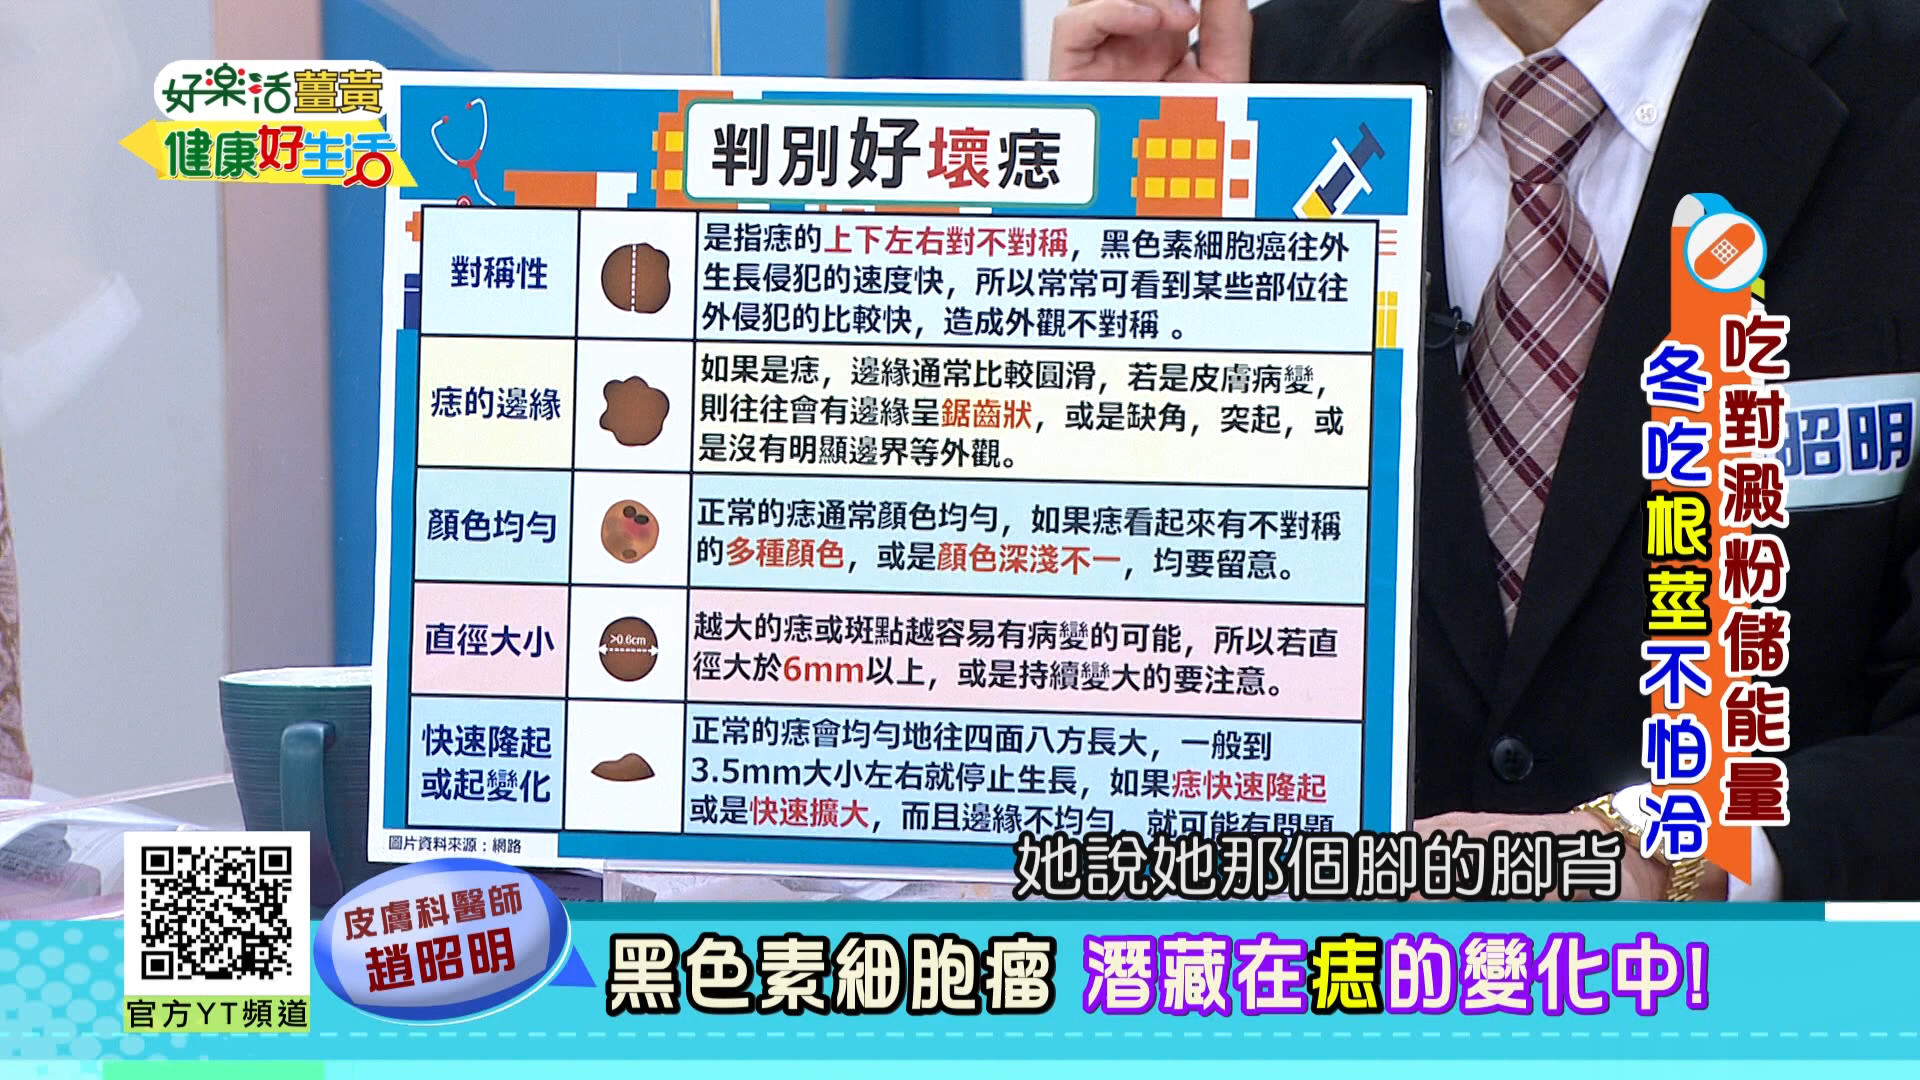 好樂活薑黃
健康好生活
判別好壞痣
對稱性
是指痣的上下左右對不對稱，黑色素細胞癌往外
生長侵犯的速度快，所以常常可看到某些部位往
外侵犯的比較快，造成外觀不對稱。
痣的邊緣
如果是痣，邊緣通常比較圓滑，若是皮膚病變，
則往往會有邊緣呈鋸齒狀，或是缺角，突起，或
是沒有明顯邊界等外觀。
顏色均勻
正常的痣通常顏色均勻，如果痣看起來有不對稱
的多種顏色，或是顏色深淺不一，均要留意。
直徑大小
>0.6cm
越大的痣或斑點越容易有病變的可能，所以若直
徑大於6mm以上，或是持續變大的要注意。
快速隆起
或起變化
正常的痣會均勻地往四面八方長大，一般到
3.5mm大小左右就停止生長，如果痣快速隆起
或是快速擴大，而且邊緣不均勻，就可能有問題
圖片資料來源：網路
吃對澱粉儲能量
冬吃根莖不怕冷
昭明
她說她那個腳的腳背
皮膚科醫師
趙昭明
黑色素細胞瘤 潛藏在痣的變化中!
官方YT頻道